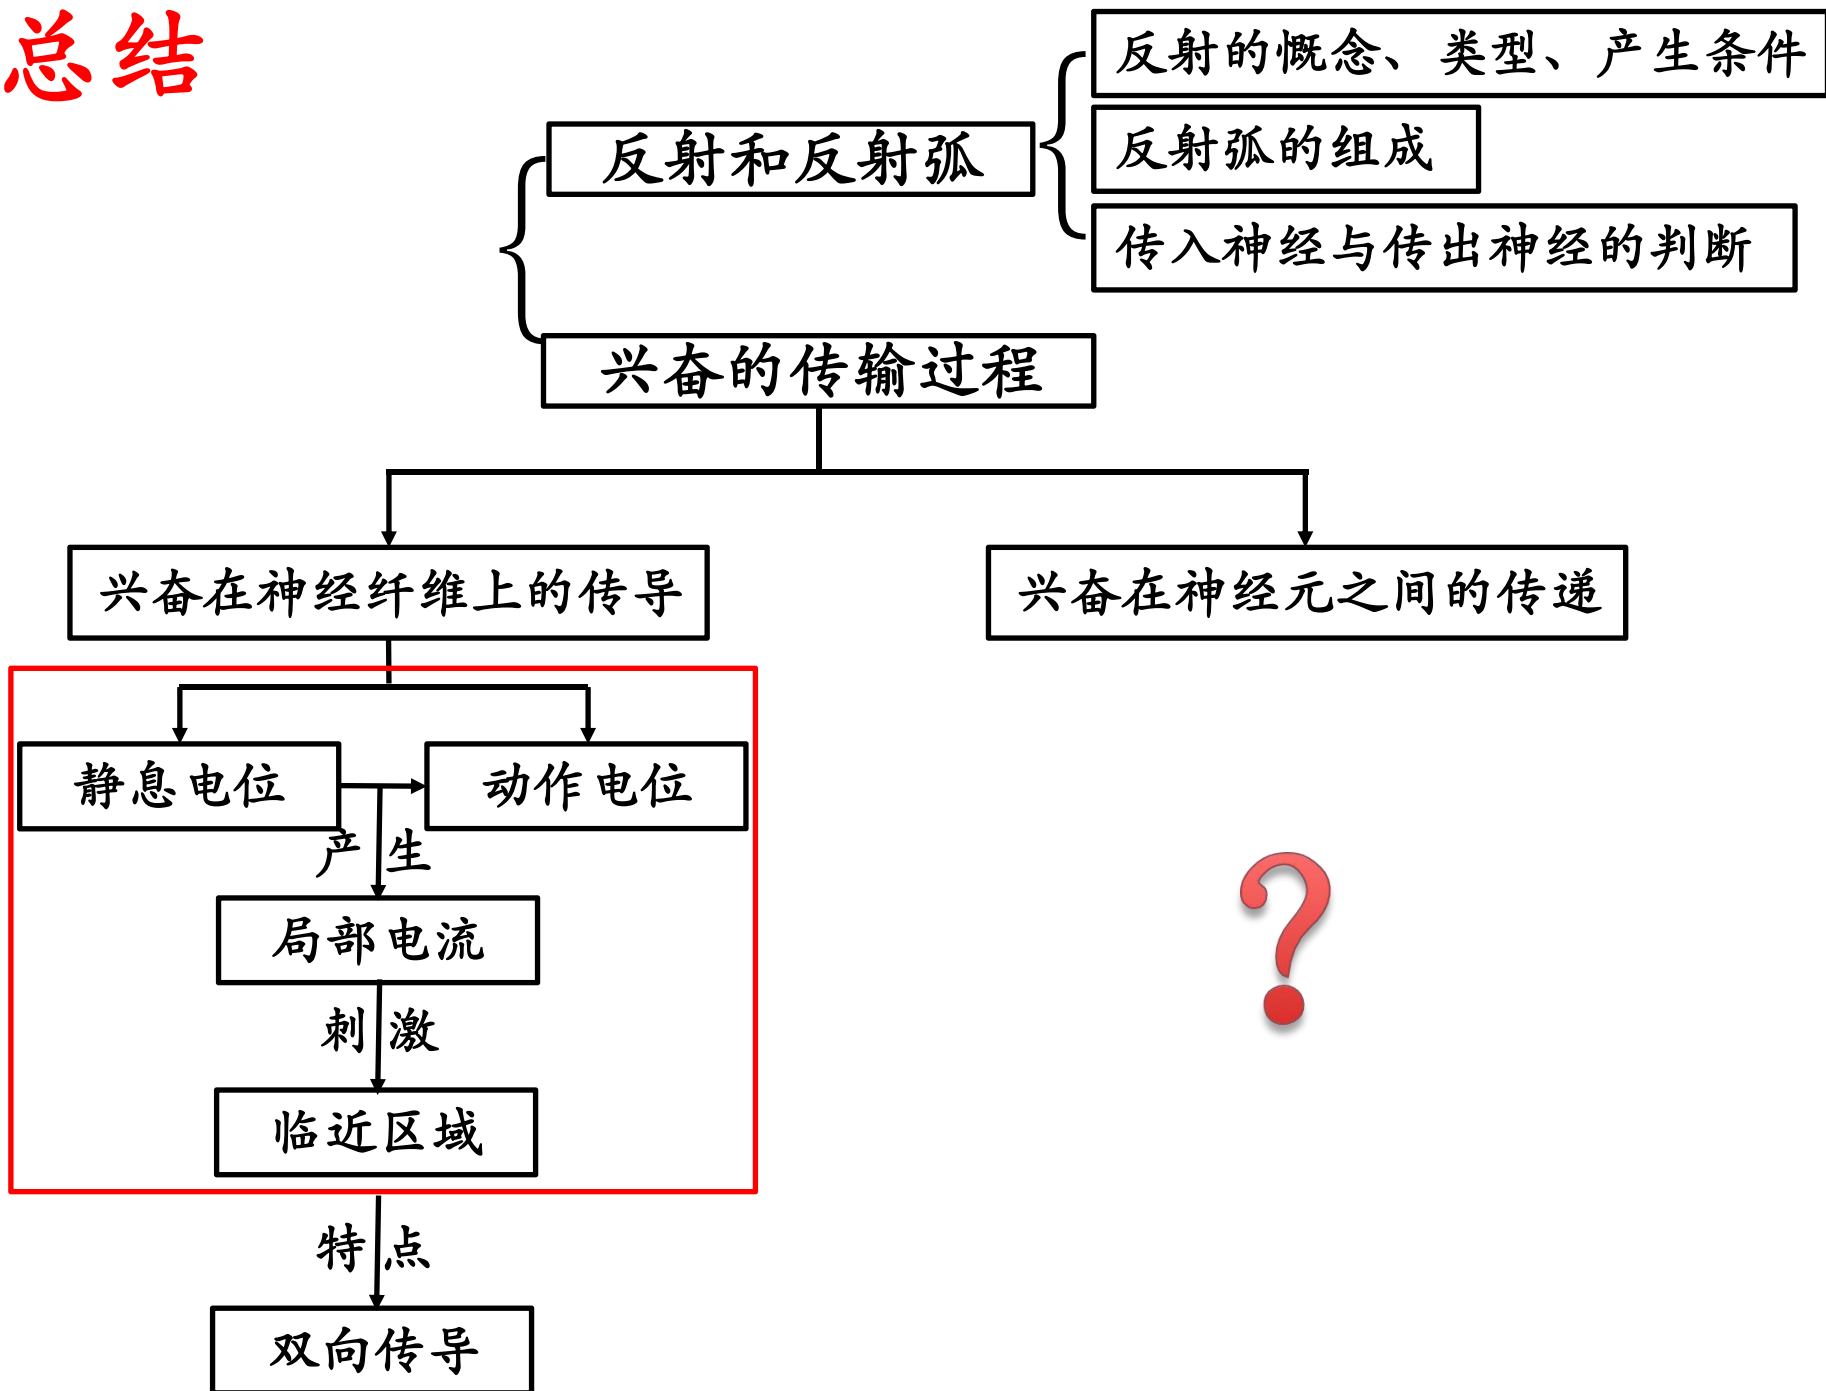 总结
反射的慨念、类型、产生条件
反射和反射弧
反射弧的组成
传入神经与传出神经的判断
兴奋的传输过程
兴奋在神经纤维上的传导
兴奋在神经元之间的传递
静息电位
动作电位
产生
局部电流
刺激
临近区域
特点
双向传导
?